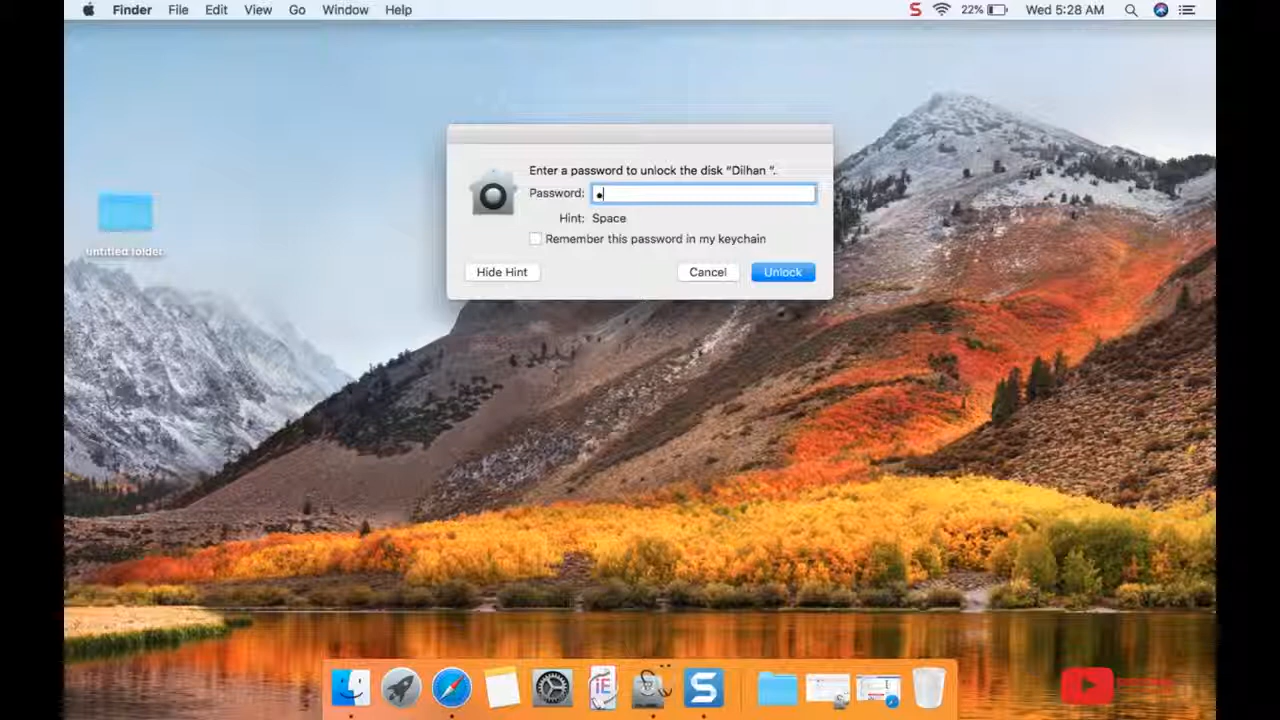 Finder File Edit View Go Window Help S 22% Wed 5:28 AM
Enter a password to unlock the disk “Dilhan ”.
Password: •
Hint: Space
Remember this password in my keychain
Hide Hint Cancel Unlock
untitled folder
iE S